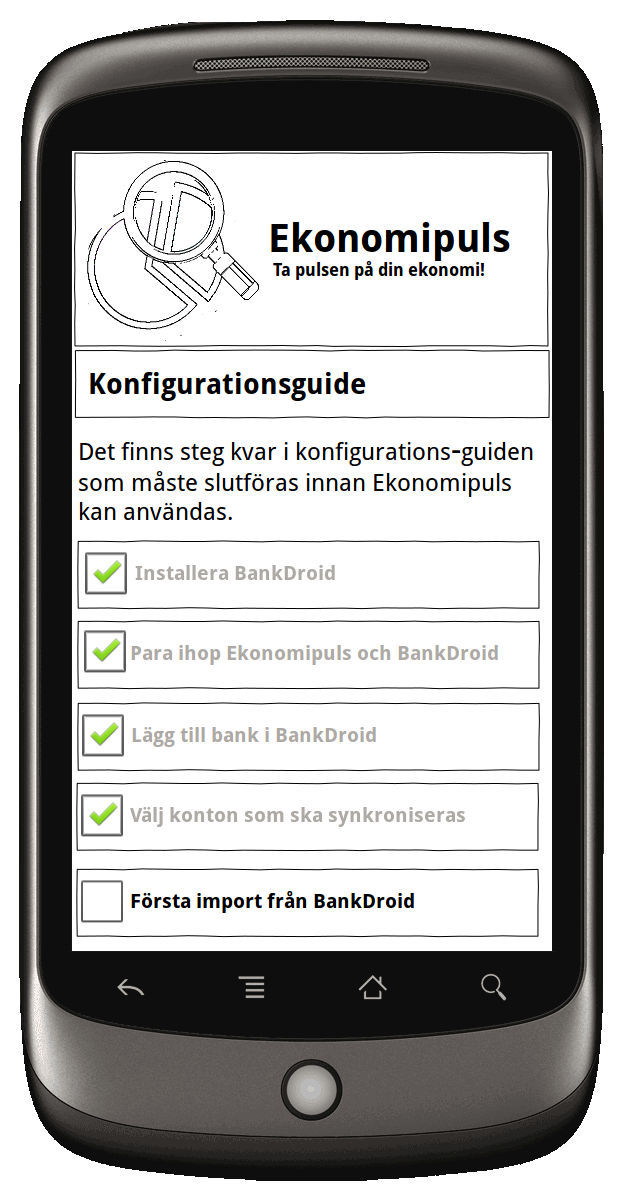 Ekonomipuls
Ta pulsen på din ekonomi!
Konfigurationsguide
Det finns steg kvar i konfigurations-guiden
som måste slutföras innan Ekonomipuls
kan användas.
Installera BankDroid
Para ihop Ekonomipuls och BankDroid
Lägg till bank i BankDroid
Välj konton som ska synkroniseras
Första import från BankDroid